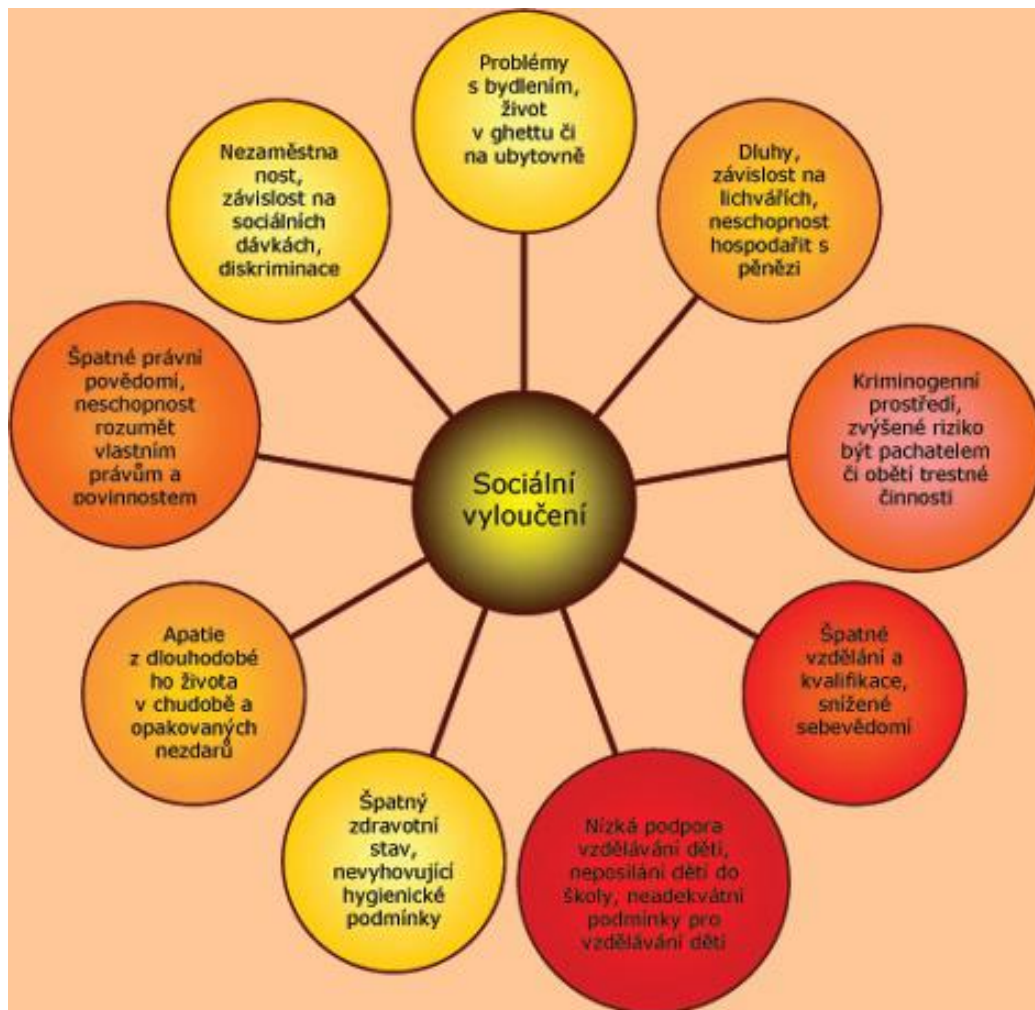 Problémy
s bydlením,
život
v ghettu či
na ubytovně
Dluhy,
závislost na
lichvářích,
neschopnost
hospodařit s
pěnězi
Kriminogenní
prostředí,
zvýšené riziko
být pachatelem
či obětí trestné
činnosti
Špatné
vzdělání a
kvalifikace,
snížené
sebevědomí
Nízká podpora
vzdělávání dětí,
neposílání dětí do
školy, neadekvátní
podmínky pro
vzdělávání dětí
Špatný
zdravotní
stav,
nevyhovující
hygienické
podmínky
Apatie
z dlouhodobé
ho života
v chudobě a
opakovaných
nezdarů
Špatné právní
povědomí,
neschopnost
rozumět
vlastním
právům a
povinnostem
Nezaměstna
nost,
závislost na
sociálních
dávkách,
diskriminace
Sociální
vyloučení